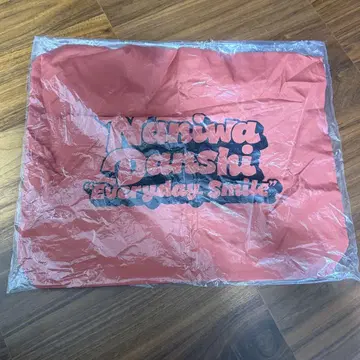 Naniwa
Danshi
"Everyday Smile"